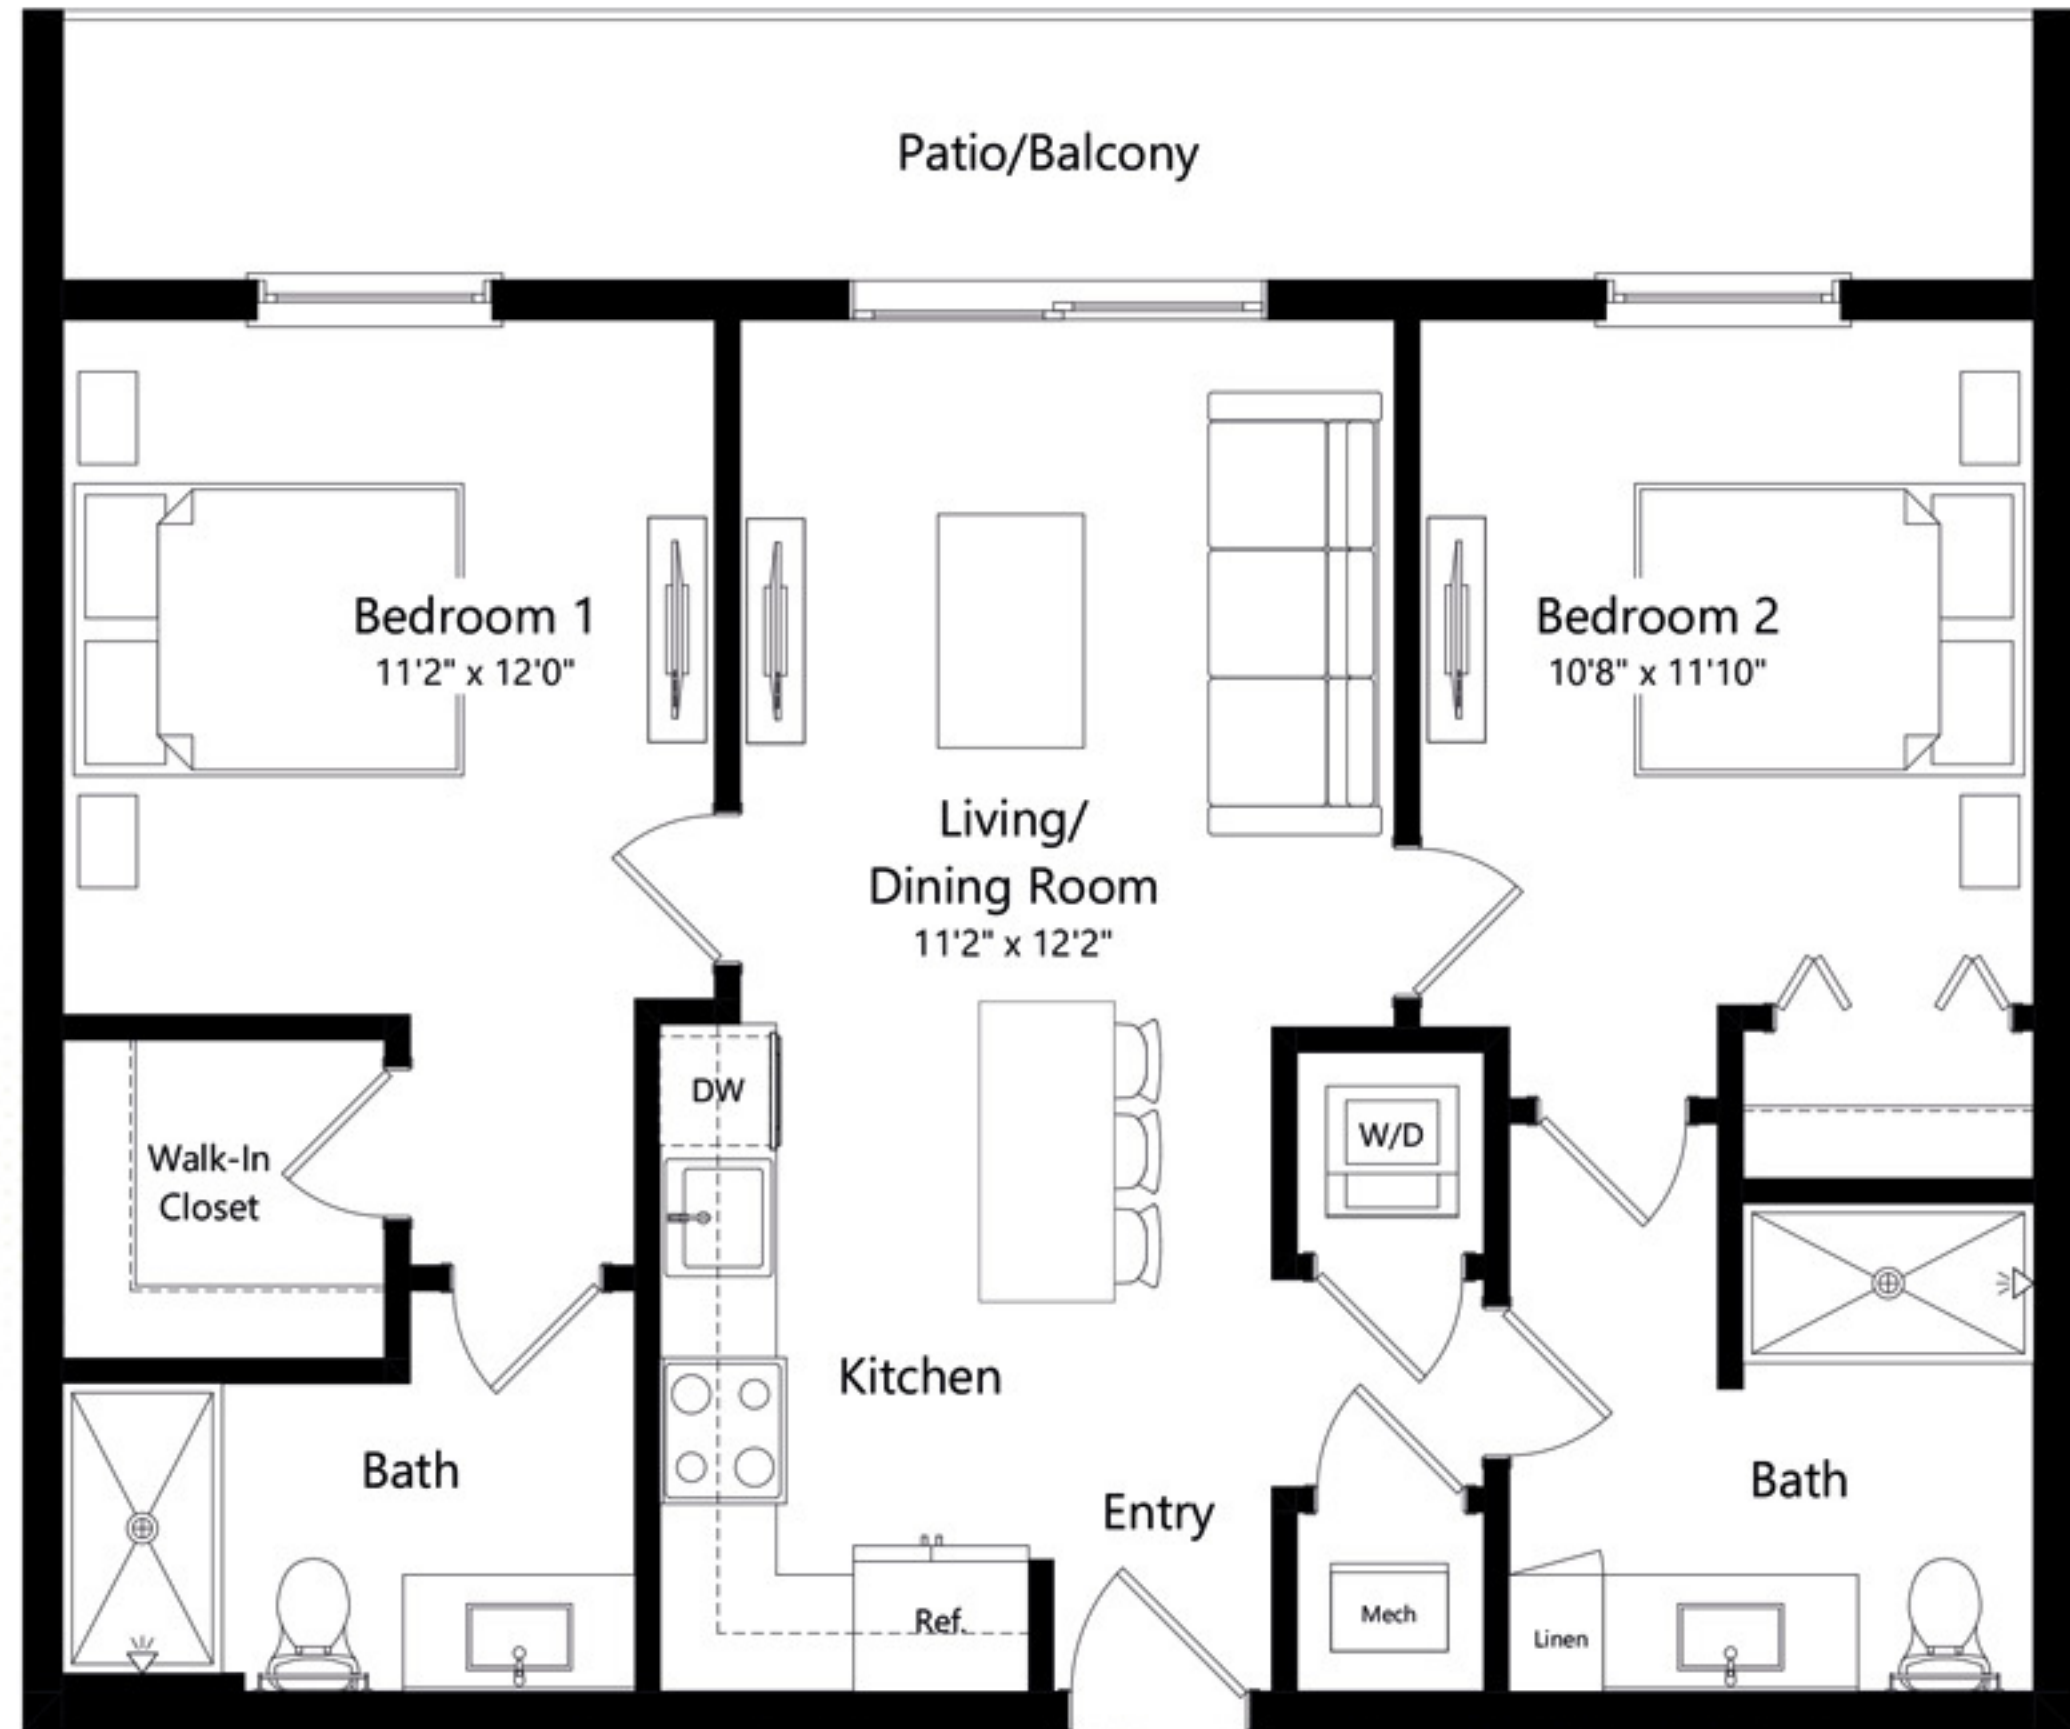 Patio/Balcony
Bedroom 1
11'2" x 12'0"
Bedroom 2
10'8" x 11'10"
Living/
Dining Room
11'2" x 12'2"
DW
W/D
Walk-In
Closet
Kitchen
Bath
Entry
Bath
Ref.
Mech
Linen